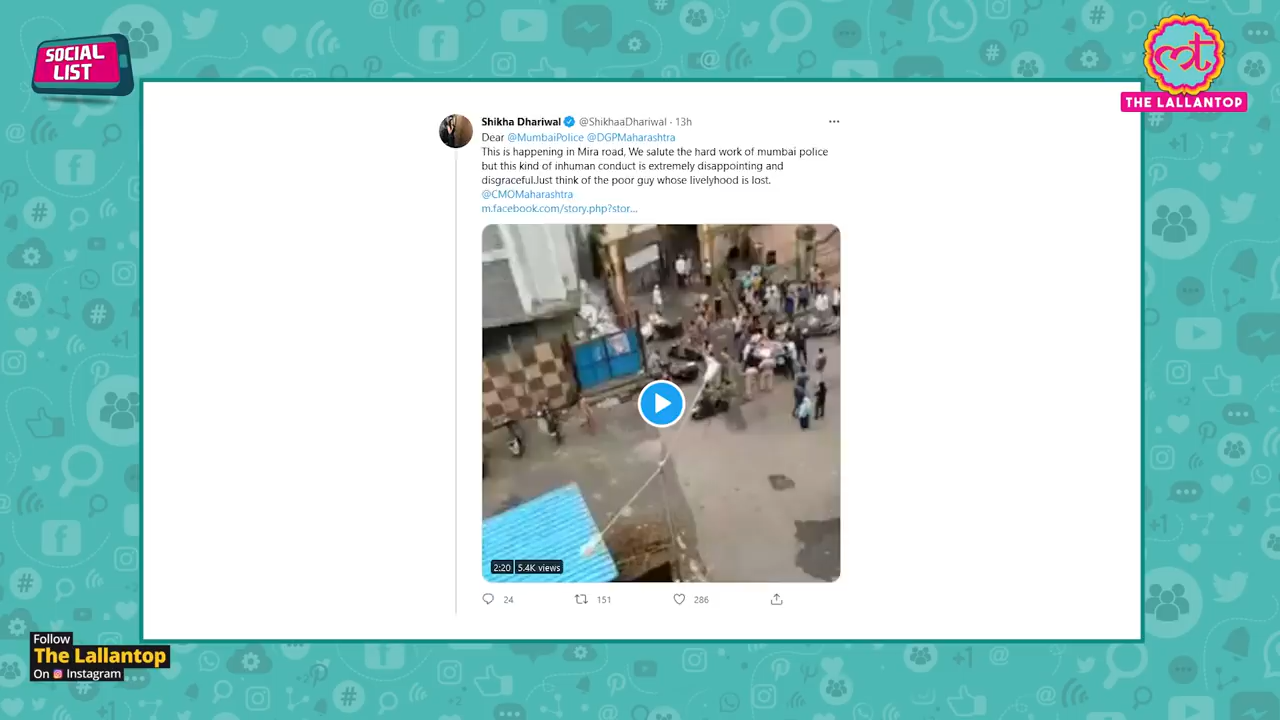 SOCIAL
LIST
मत
THE LALLANTOP
Shikha Dhariwal @ShikhaaDhariwal · 13h
Dear @MumbaiPolice @DGPMaharashtra
This is happening in Mira road, We salute the hard work of mumbai police
but this kind of inhuman conduct is extremely disappointing and
disgraceful.Just think of the poor guy whose livelyhood is lost.
@CMOMaharashtra
m.facebook.com/story.php?stor...
2:20 5.4K views
24 151 286
Follow
The Lallantop
On Instagram